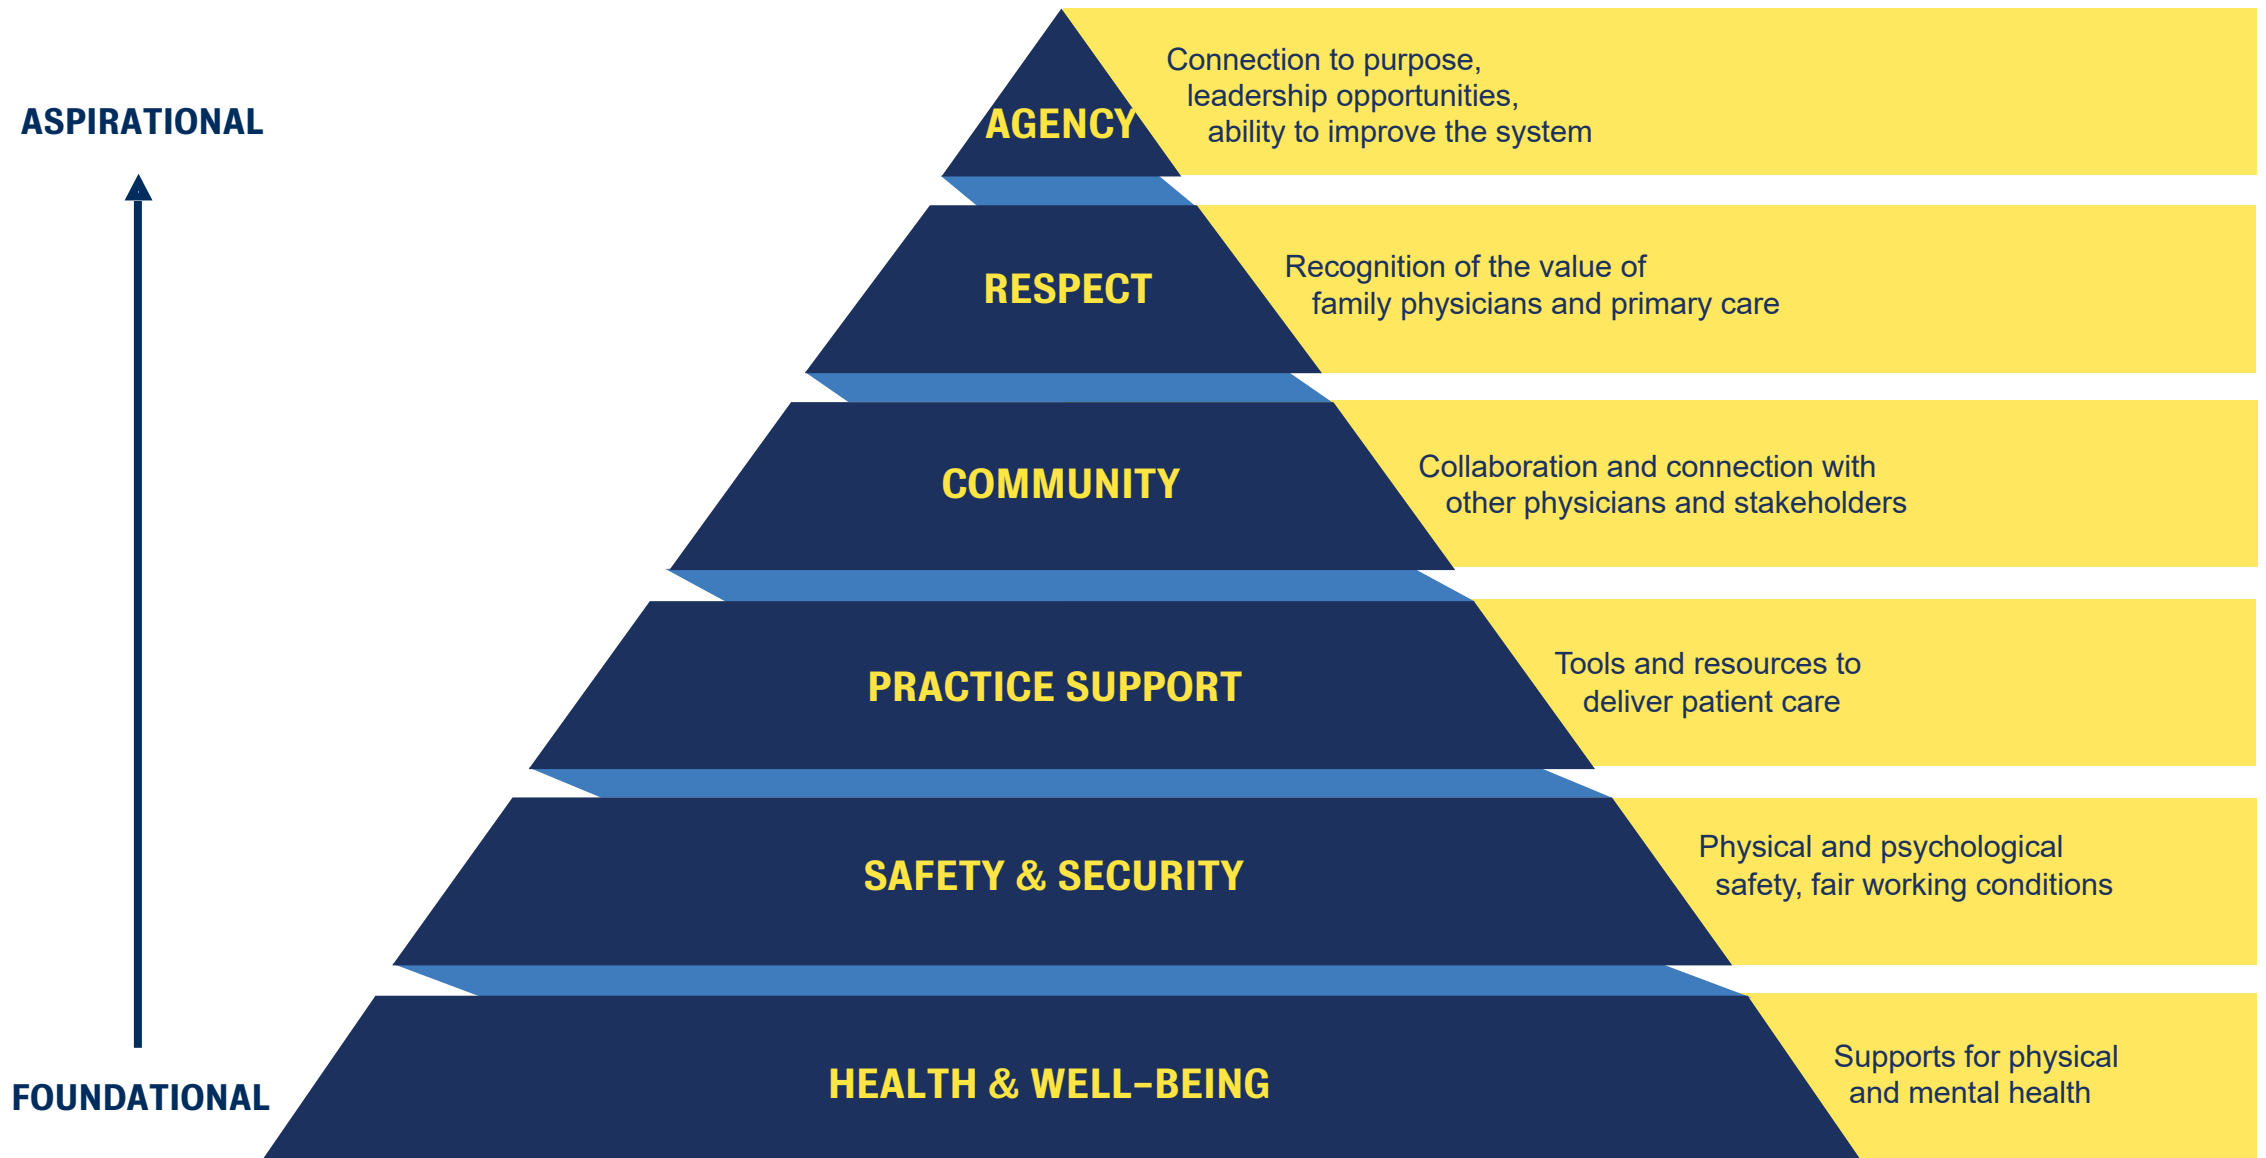 ASPIRATIONAL
AGENCY
Connection to purpose,
leadership opportunities,
ability to improve the system
RESPECT
Recognition of the value of
family physicians and primary care
COMMUNITY
Collaboration and connection with
other physicians and stakeholders
PRACTICE SUPPORT
Tools and resources to
deliver patient care
SAFETY & SECURITY
Physical and psychological
safety, fair working conditions
FOUNDATIONAL
HEALTH & WELL–BEING
Supports for physical
and mental health